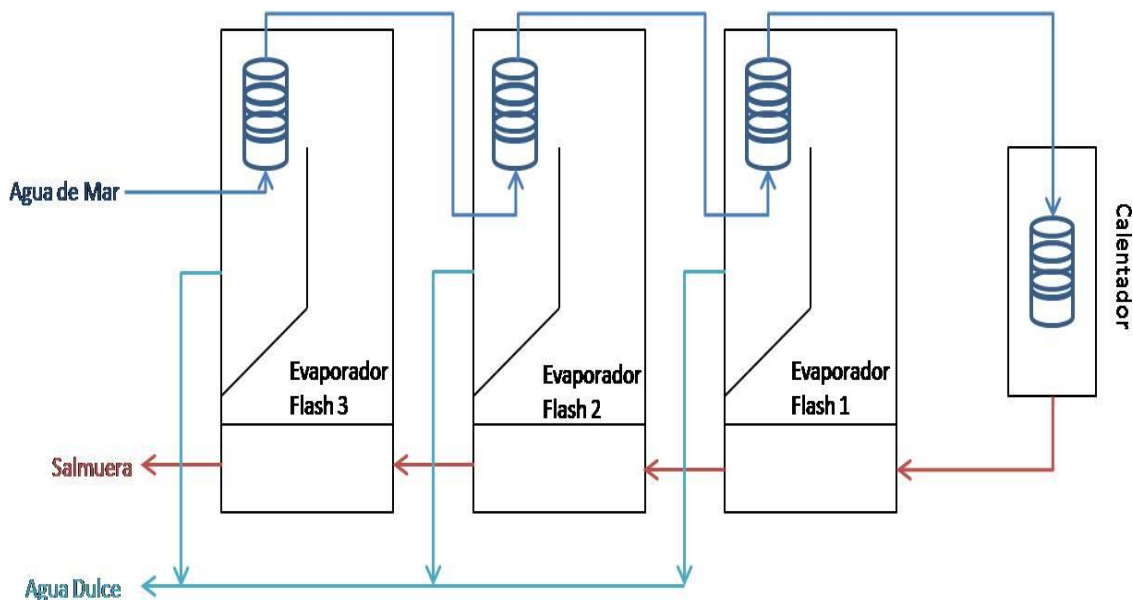 Agua de Mar
Calentador
Evaporador
Flash 3
Evaporador
Flash 2
Evaporador
Flash 1
Salmuera
Agua Dulce